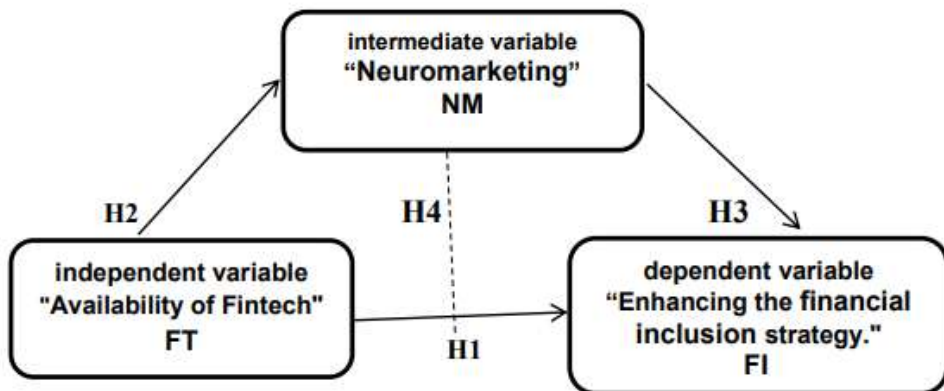 intermediate variable
“Neuromarketing”
NM
H2
H4
H3
independent variable
"Availability of Fintech"
FT
H1
dependent variable
“Enhancing the financial
inclusion strategy."
FI